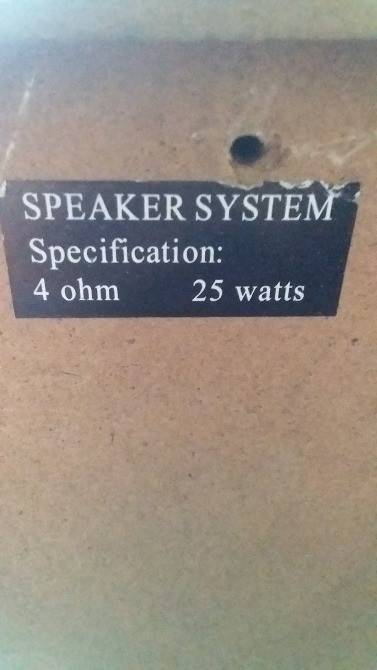 SPEAKER SYSTEM
Specification:
4 ohm 25 watts